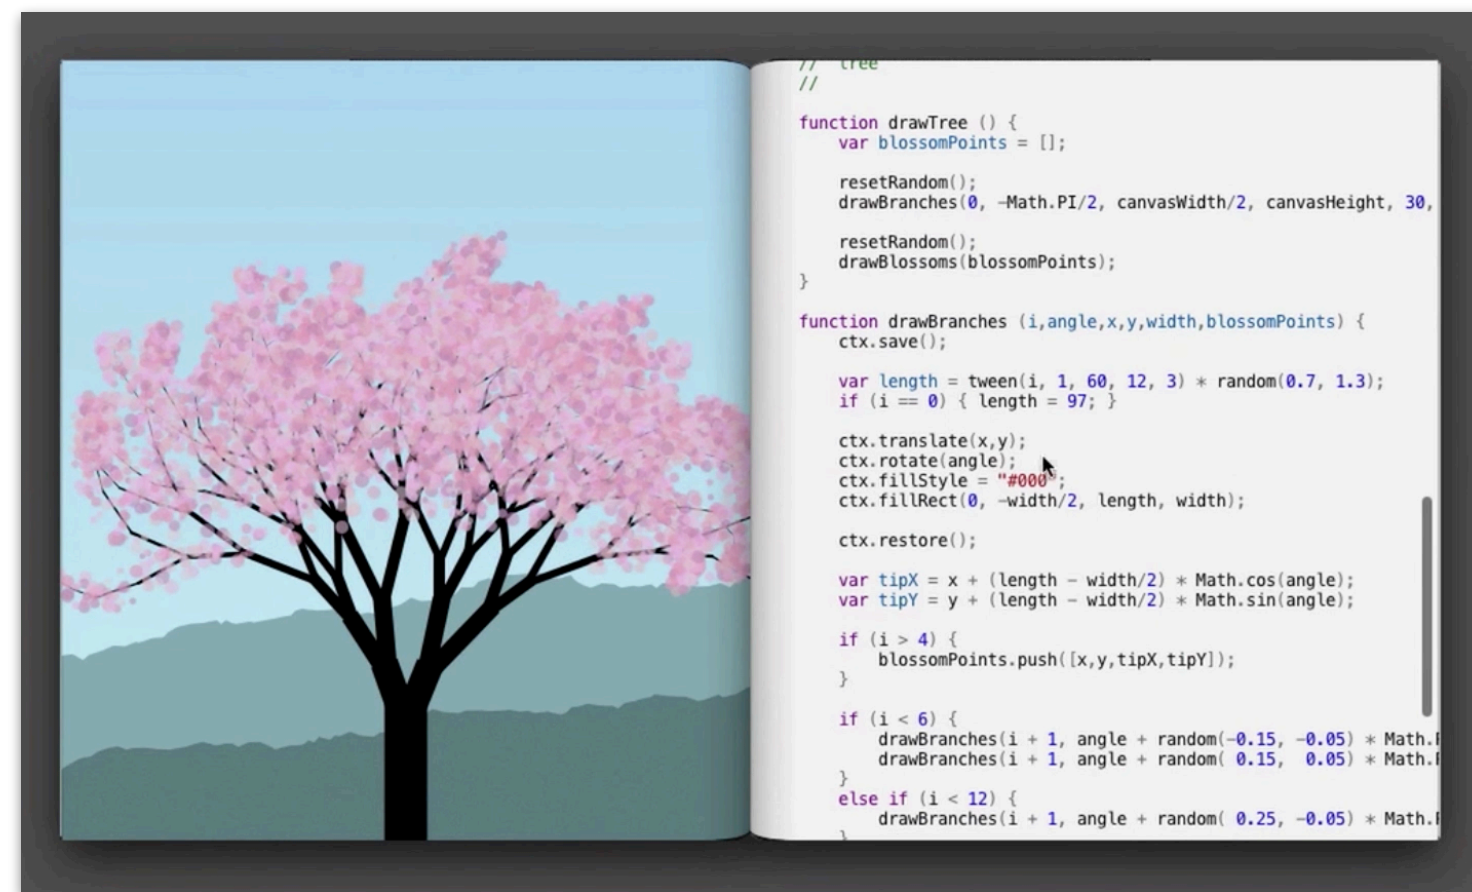 // tree
//
function drawTree () {
var blossomPoints = [];
resetRandom();
drawBranches(0, -Math.PI/2, canvasWidth/2, canvasHeight, 30,
resetRandom();
drawBlossoms(blossomPoints);
}
function drawBranches (i,angle,x,y,width,blossomPoints) {
ctx.save();
var length = tween(i, 1, 60, 12, 3) * random(0.7, 1.3);
if (i == 0) { length = 97; }
ctx.translate(x,y);
ctx.rotate(angle);
ctx.fillStyle = "#000";
ctx.fillRect(0, -width/2, length, width);
ctx.restore();
var tipX = x + (length - width/2) * Math.cos(angle);
var tipY = y + (length - width/2) * Math.sin(angle);
if (i > 4) {
blossomPoints.push([x,y,tipX,tipY]);
}
if (i < 6) {
drawBranches(i + 1, angle + random(-0.15, -0.05) * Math.
drawBranches(i + 1, angle + random( 0.15,  0.05) * Math.
}
else if (i < 12) {
drawBranches(i + 1, angle + random( 0.25, -0.05) * Math.
}